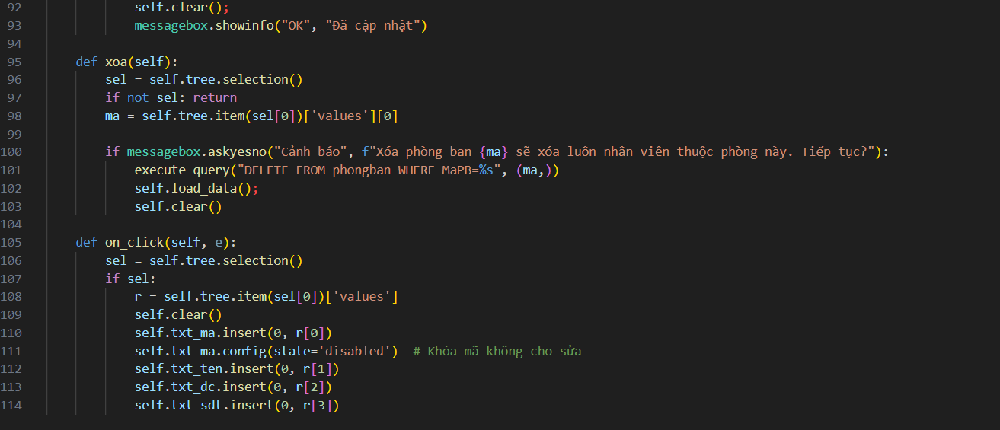 92 self.clear();
93 messagebox.showinfo("OK", "Đã cập nhật")
94
95 def xoa(self):
96 sel = self.tree.selection()
97 if not sel: return
98 ma = self.tree.item(sel[0])['values'][0]
99
100 if messagebox.askyesno("Cảnh báo", f"Xóa phòng ban {ma} sẽ xóa luôn nhân viên thuộc phòng này. Tiếp tục?"):
101 execute_query("DELETE FROM phongban WHERE MaPB=%s", (ma,))
102 self.load_data();
103 self.clear()
104
105 def on_click(self, e):
106 sel = self.tree.selection()
107 if sel:
108 r = self.tree.item(sel[0])['values']
109 self.clear()
110 self.txt_ma.insert(0, r[0])
111 self.txt_ma.config(state='disabled')  # Khóa mã không cho sửa
112 self.txt_ten.insert(0, r[1])
113 self.txt_dc.insert(0, r[2])
114 self.txt_sdt.insert(0, r[3])